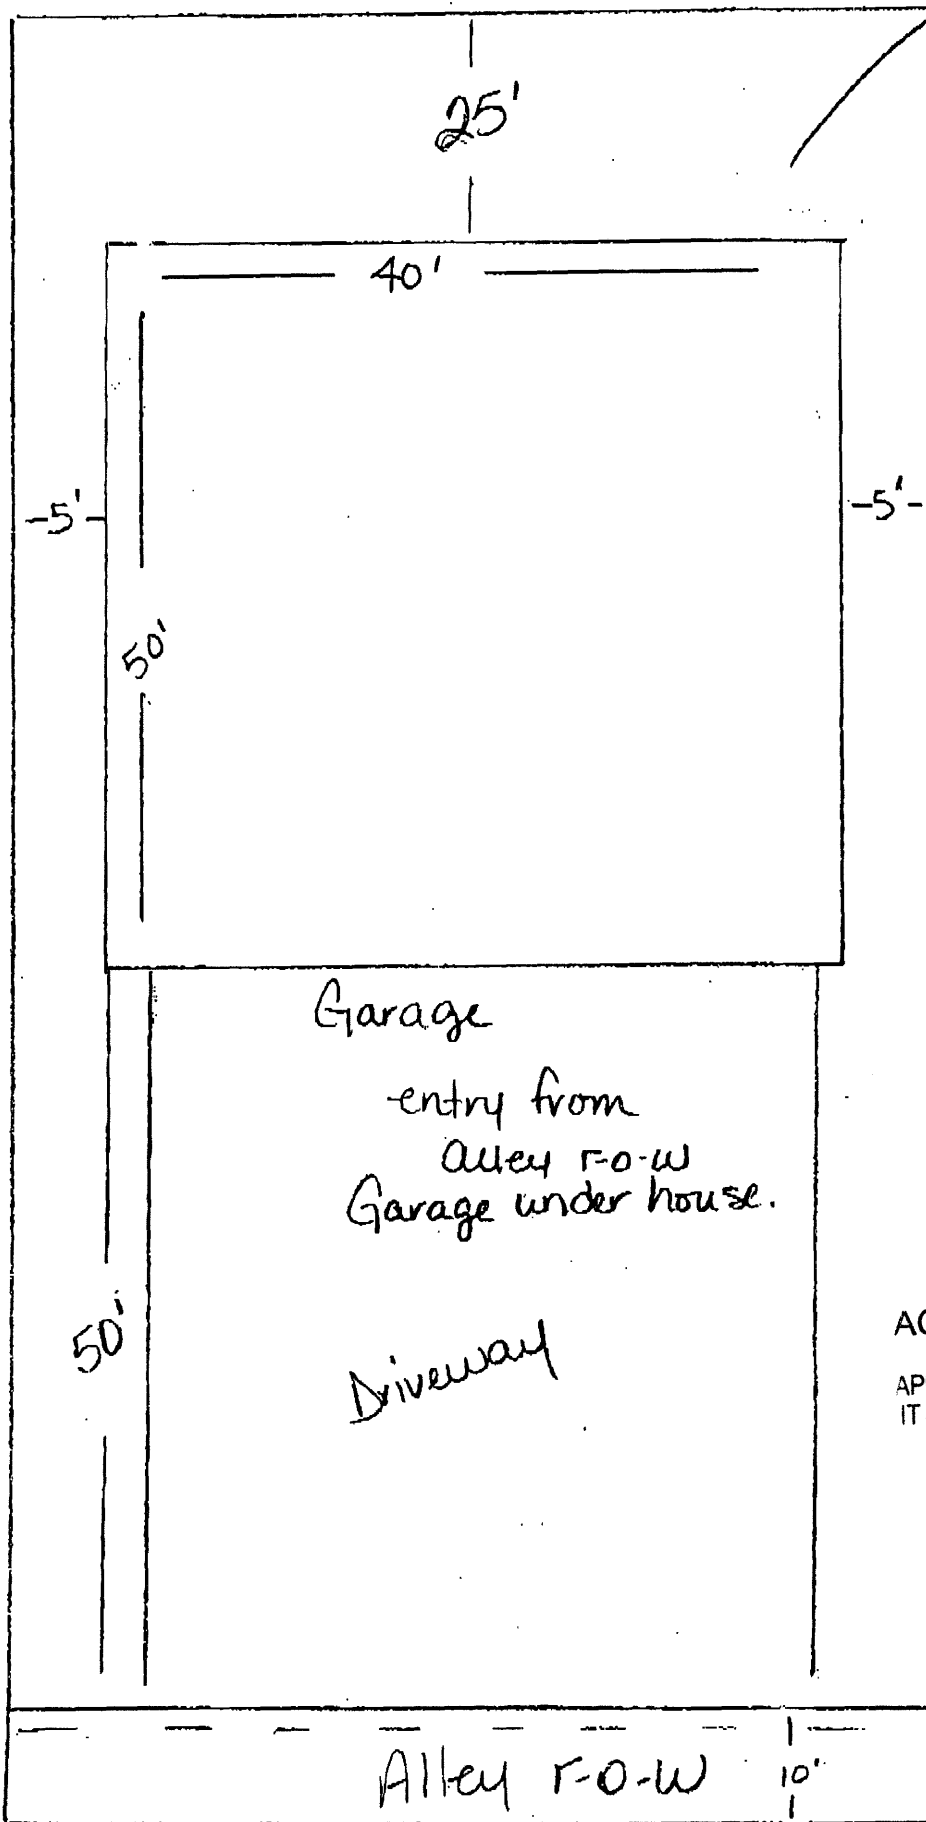 25'
40'
-5'-
-5'-
50'
Garage
entry from
alley r-o-w
Garage under house.
50'
AC
Driveway
AP
IT
Alley r-o-w 10'